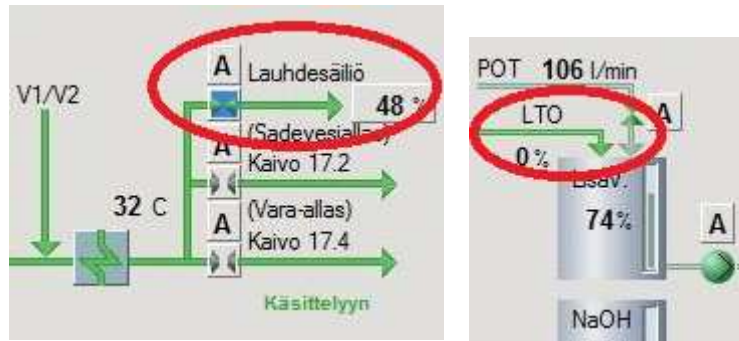 A
Lauhdesäiliö
V1/V2
48 %
(Sadevesiallas)
A
Kaivo 17.2
32 C
(Vara-allas)
A
Kaivo 17.4
Käsittelyyn
POT 106 l/min
LTO
A
0 %
Lisäv.
74%
A
NaOH